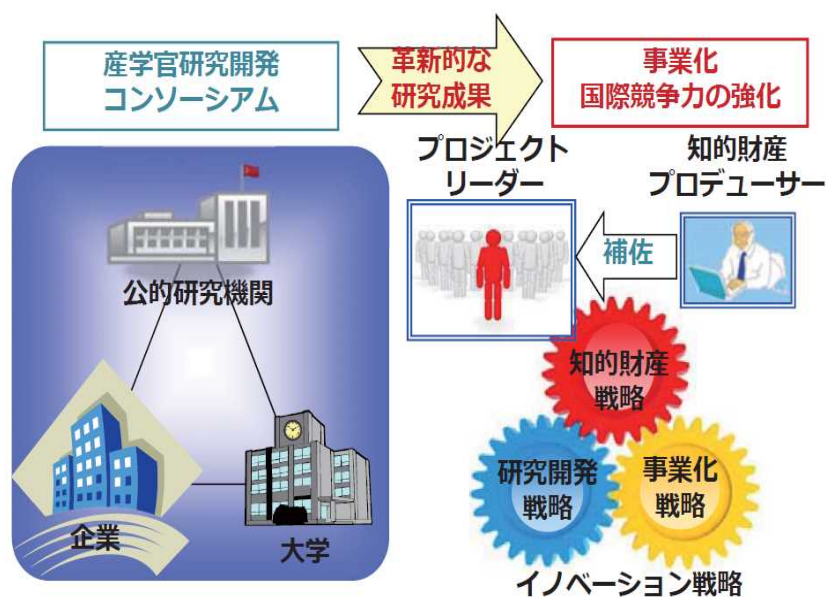 産学官研究開発
コンソーシアム
革新的な
研究成果
事業化
国際競争力の強化
プロジェクト
リーダー
知的財産
プロデューサー
補佐
公的研究機関
企業
大学
知的財産
戦略
研究開発
戦略
事業化
戦略
イノベーション戦略